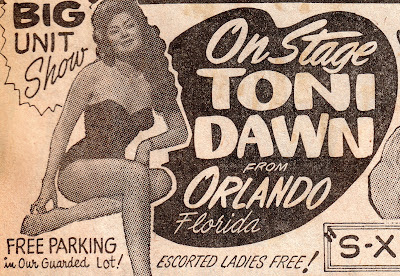 BIG
UNIT
Show
On Stage
TONI
DAWN
FROM
ORLANDO
Florida
FREE PARKING
in Our Guarded Lot!
ESCORTED LADIES FREE!
"S-X